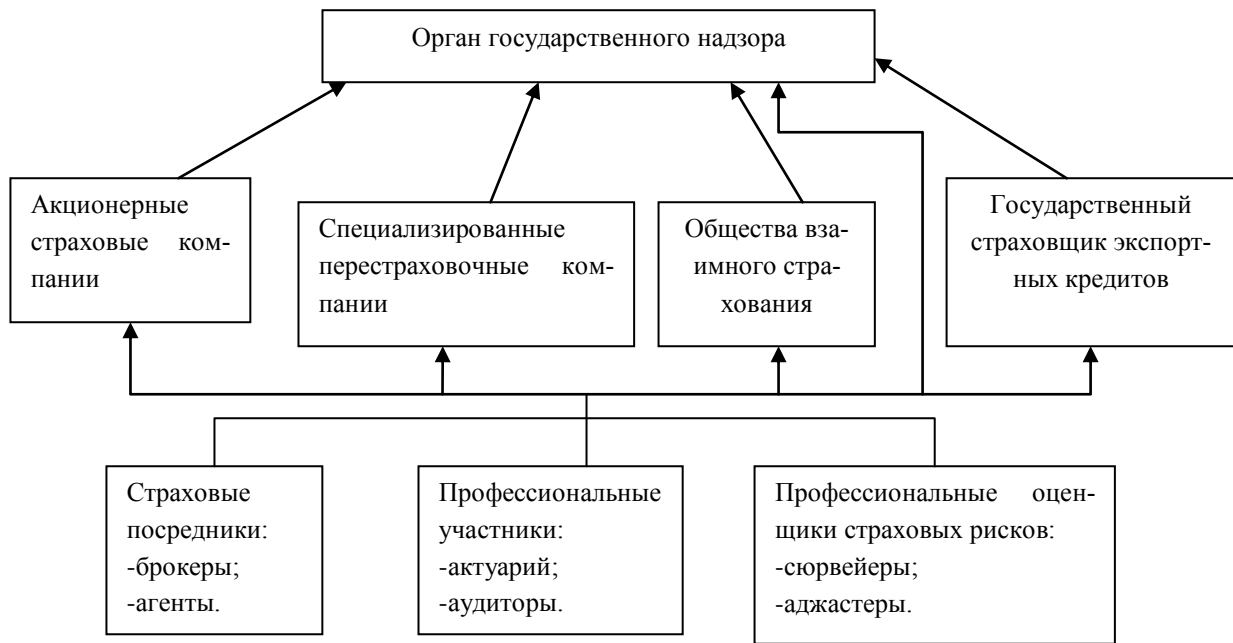 Орган государственного надзора
Акционерные
страховые ком-
пании
Специализированные
перестраховочные ком-
пании
Общества вза-
имного стра-
хования
Государственный
страховщик экспорт-
ных кредитов
Страховые
посредники:
-брокеры;
-агенты.
Профессиональные
участники:
-актуарий;
-аудиторы.
Профессиональные оцен-
щики страховых рисков:
-сюрвейеры;
-аджастеры.